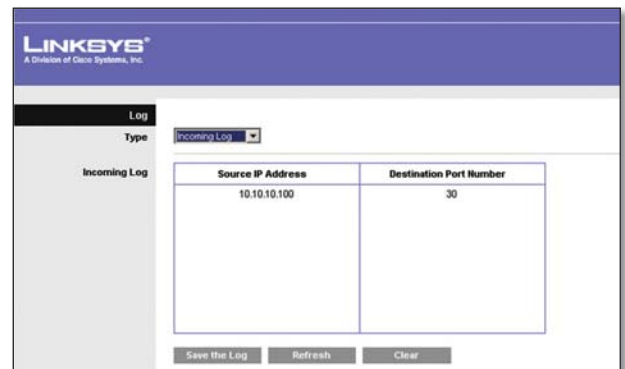 LINKSYS®
A Division of Cisco Systems, Inc.
Log
Type
Incoming Log
Incoming Log
Source IP Address Destination Port Number
10.10.10.100 30
Save the Log Refresh Clear